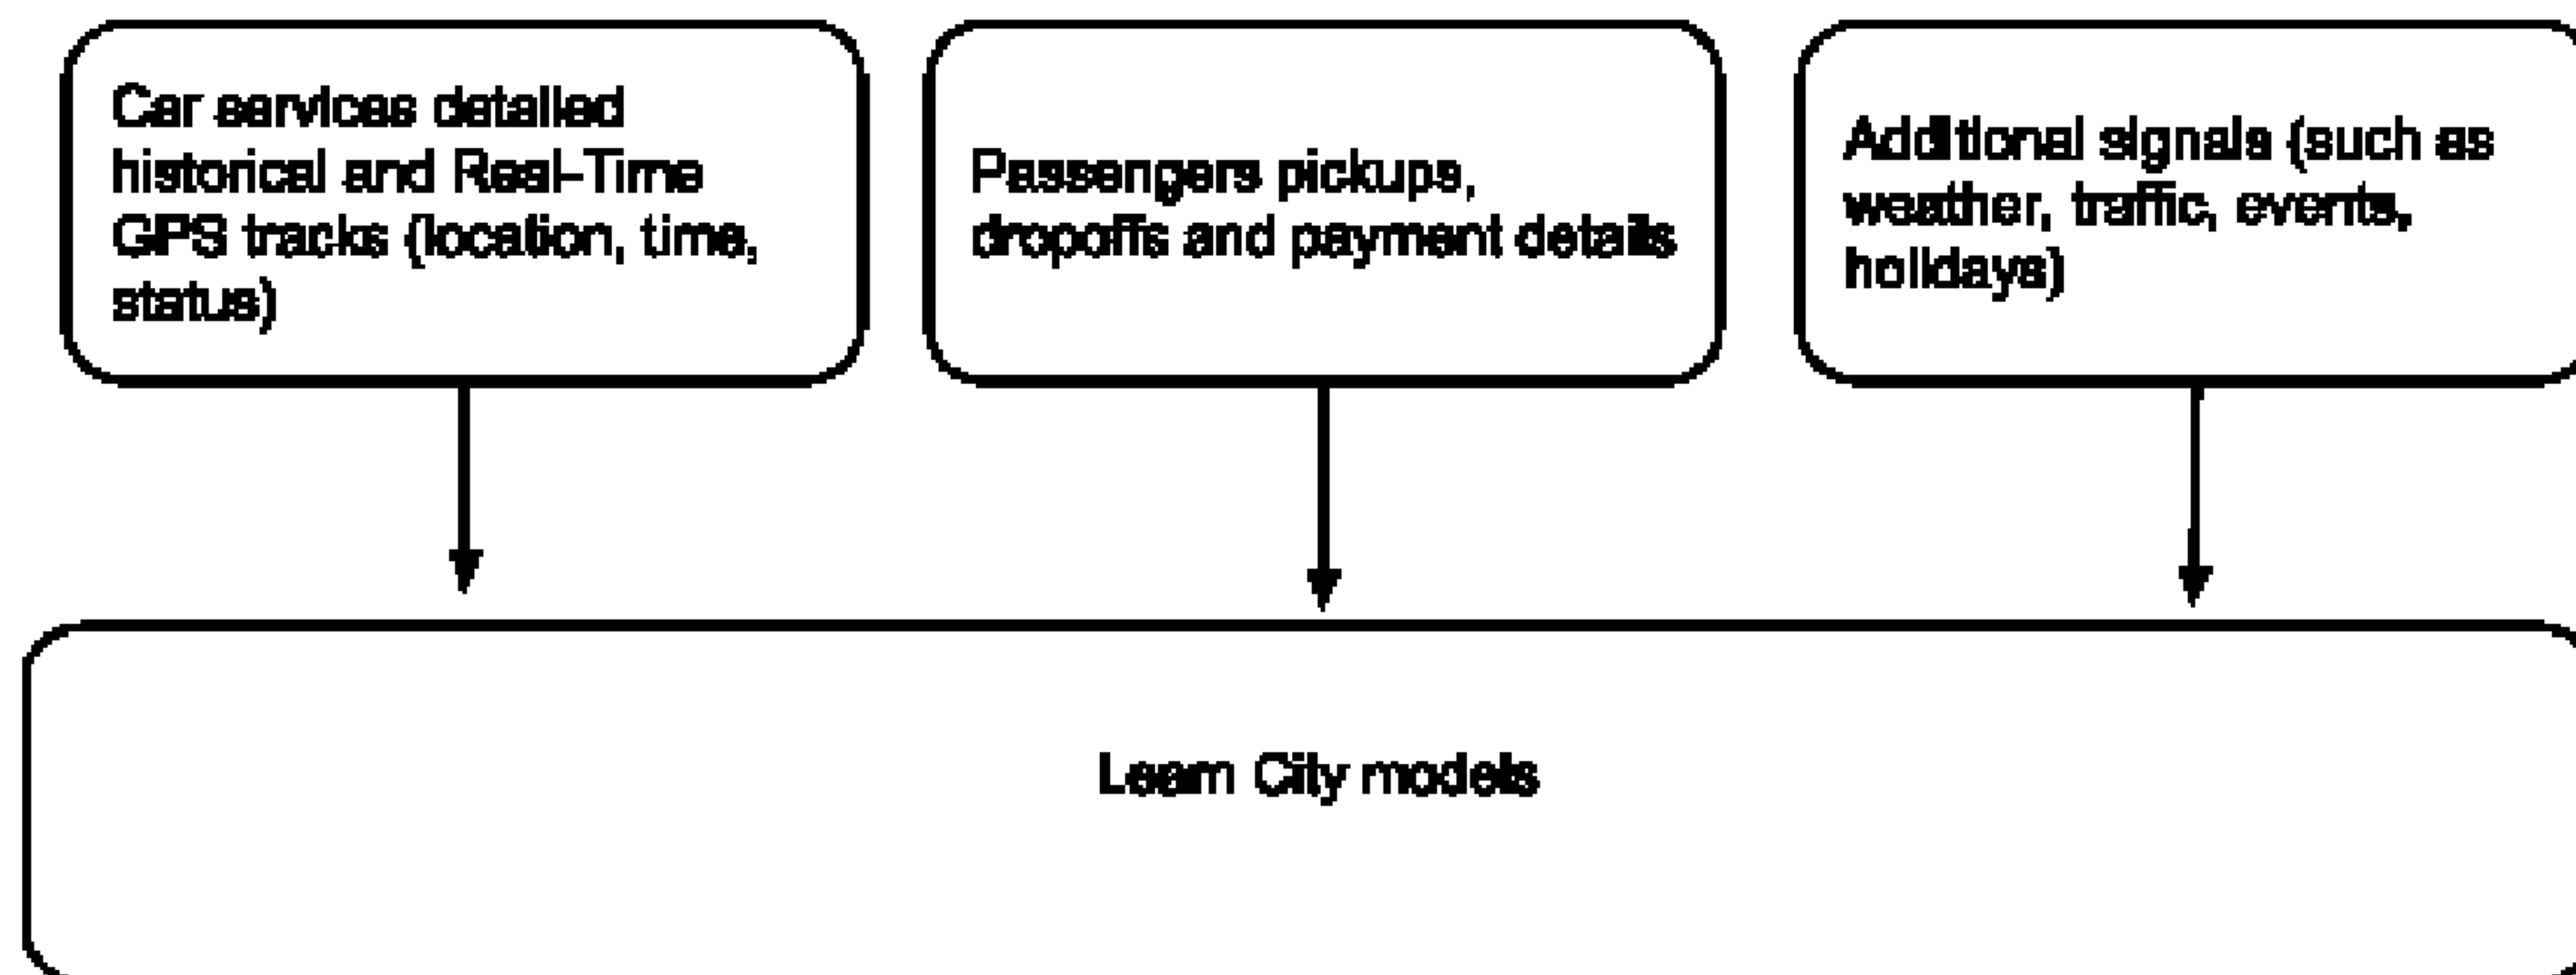 Car services detailed
historical and Real-Time
GPS tracks (location, time,
status)
Passengers pickups,
dropoffs and payment details
Additional signals (such as
weather, traffic, events,
holidays)
Learn City models